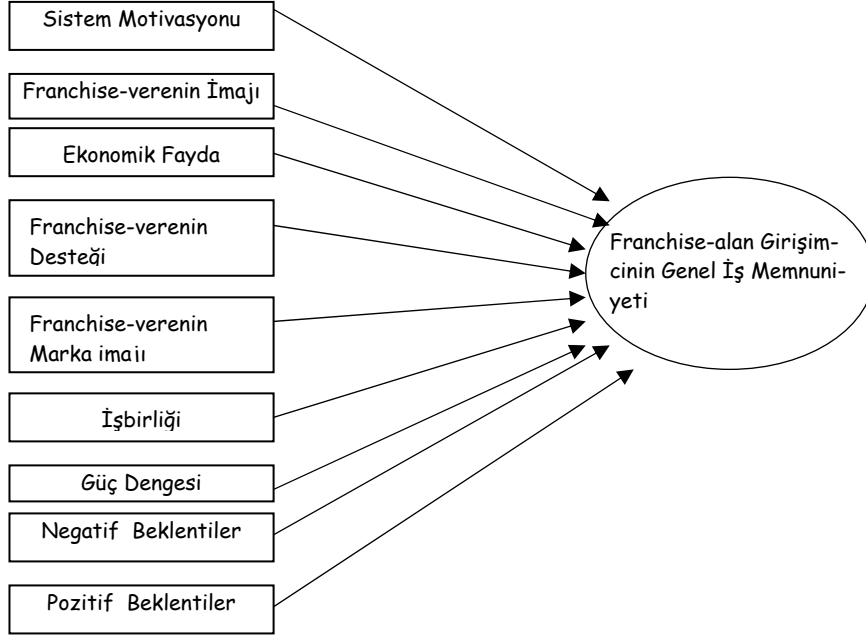 Sistem Motivasyonu
Franchise-verenin İmajı
Ekonomik Fayda
Franchise-verenin
Desteği
Franchise-verenin
Marka imajı
İşbirliği
Güç Dengesi
Negatif Beklentiler
Pozitif Beklentiler
Franchise-alan Girişim-
cinin Genel İş Memnuni-
yeti